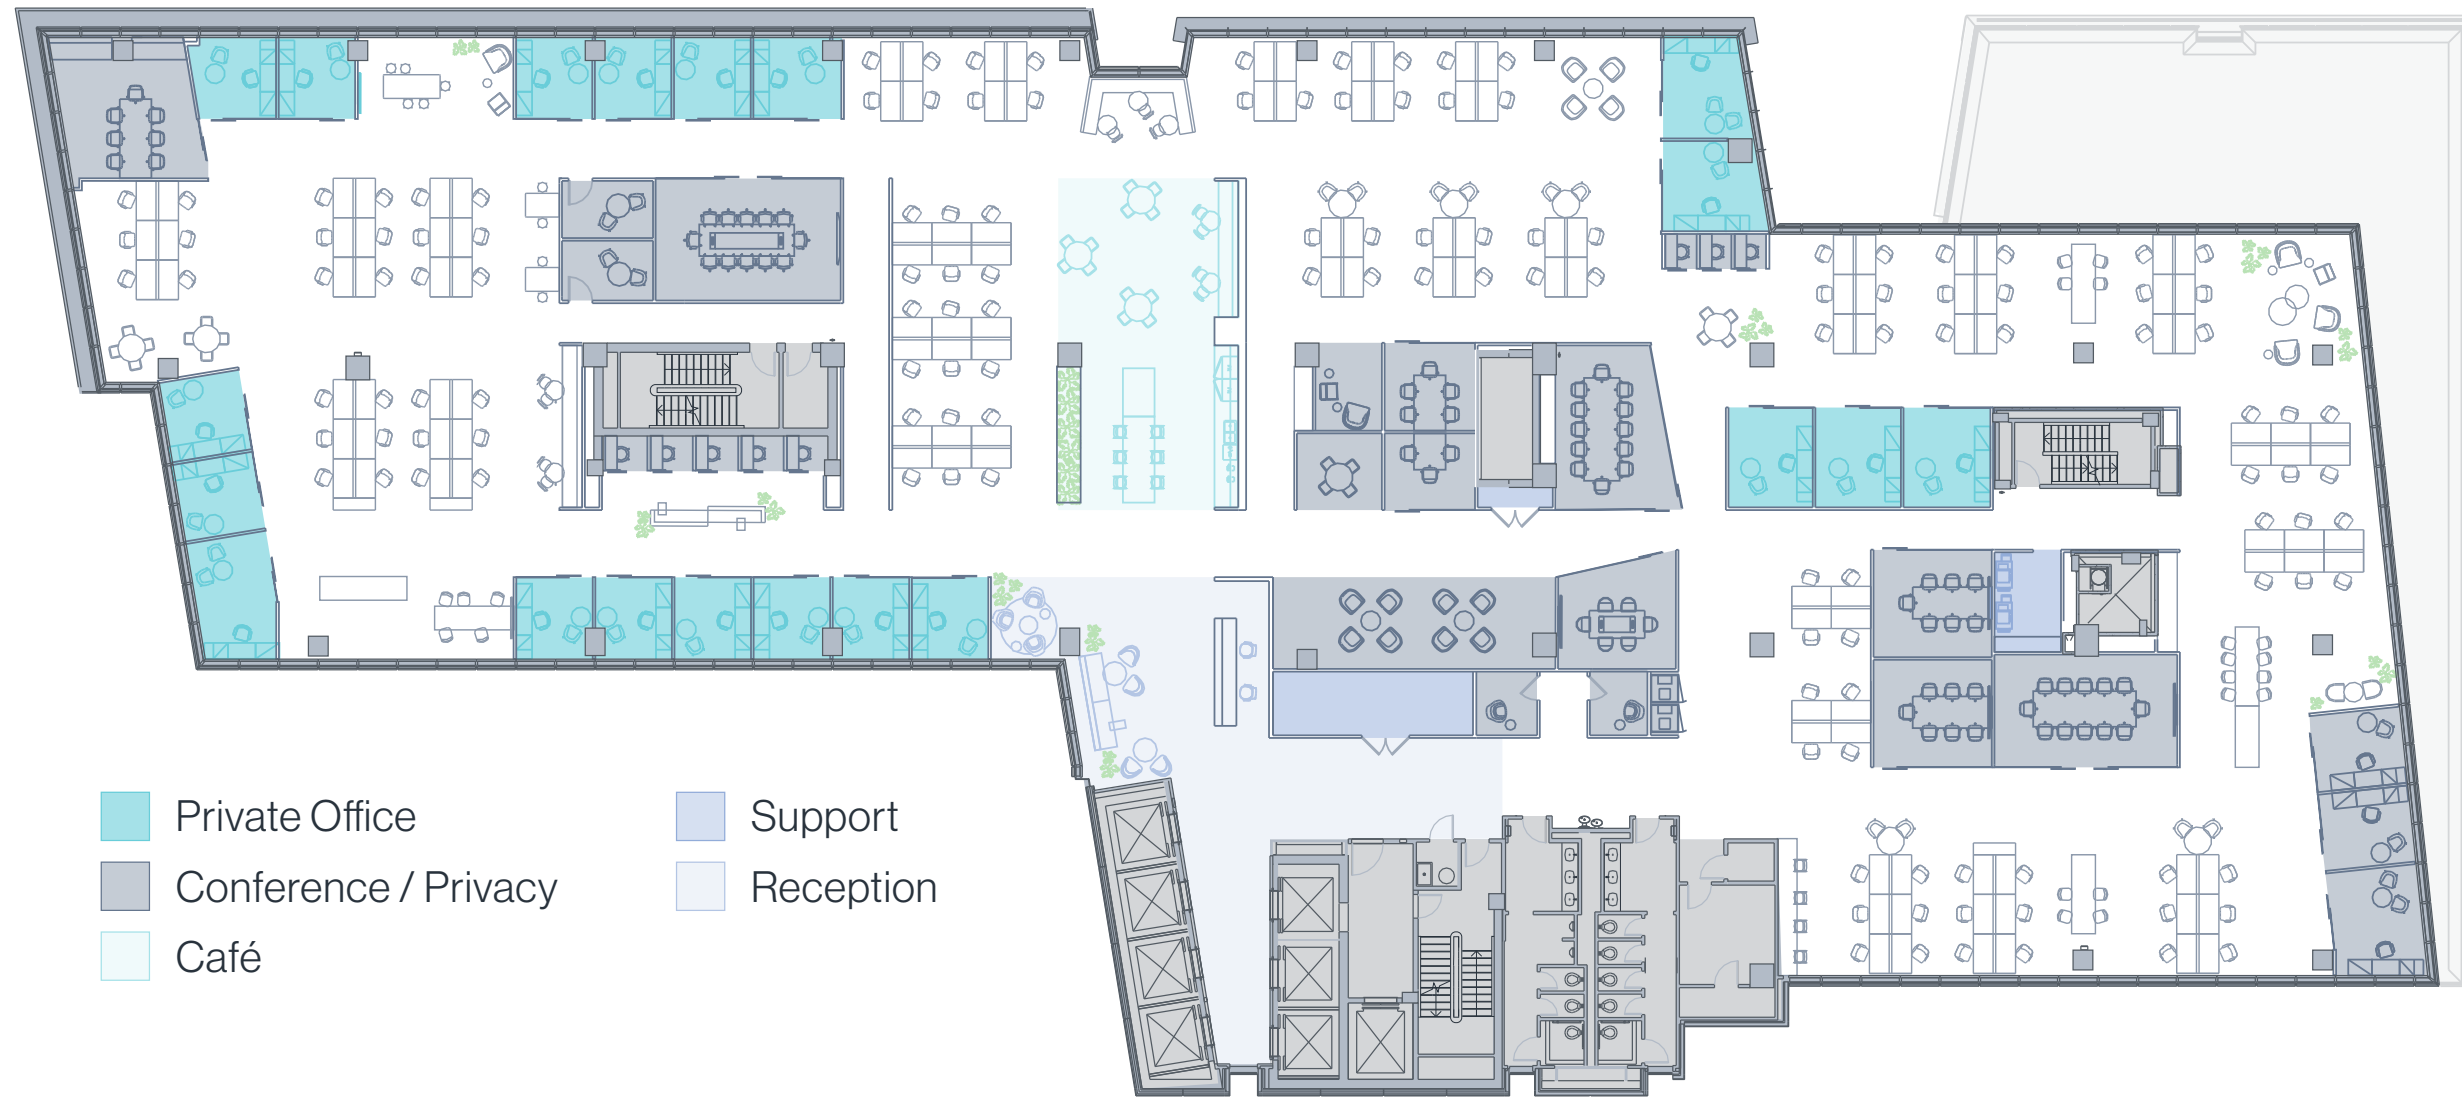 Private Office
Conference / Privacy
Café
Support
Reception